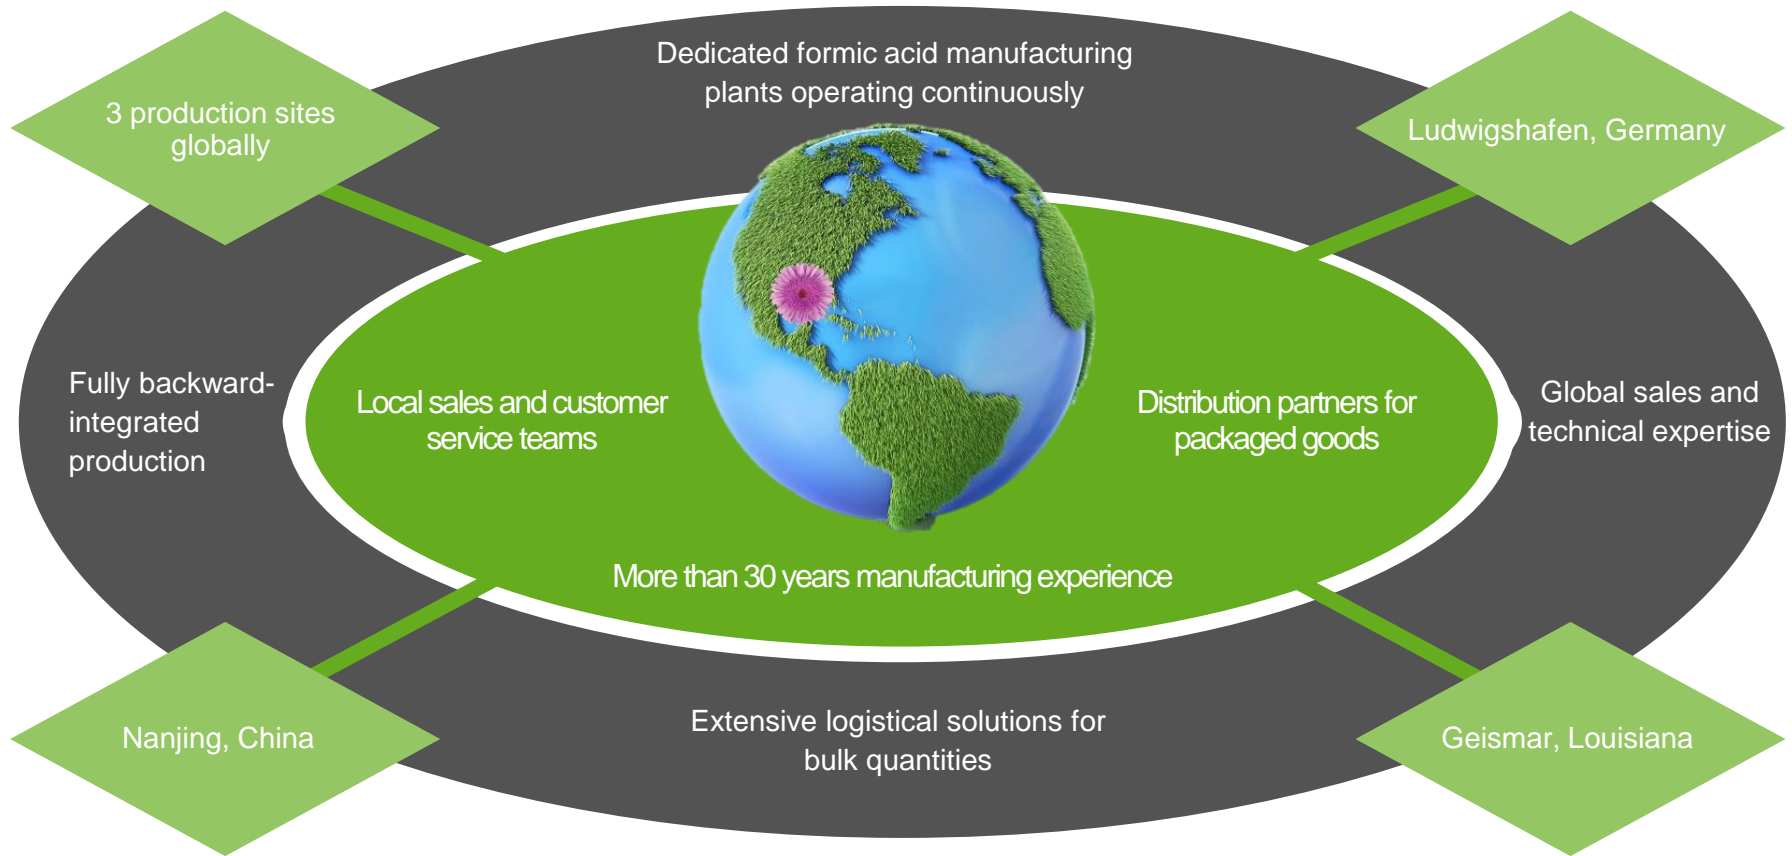 Dedicated formic acid manufacturing
plants operating continuously
3 production sites
globally
Ludwigshafen, Germany
Fully backward-
integrated
production
Local sales and customer
service teams
Distribution partners for
packaged goods
Global sales and
technical expertise
More than 30 years manufacturing experience
Nanjing, China
Extensive logistical solutions for
bulk quantities
Geismar, Louisiana